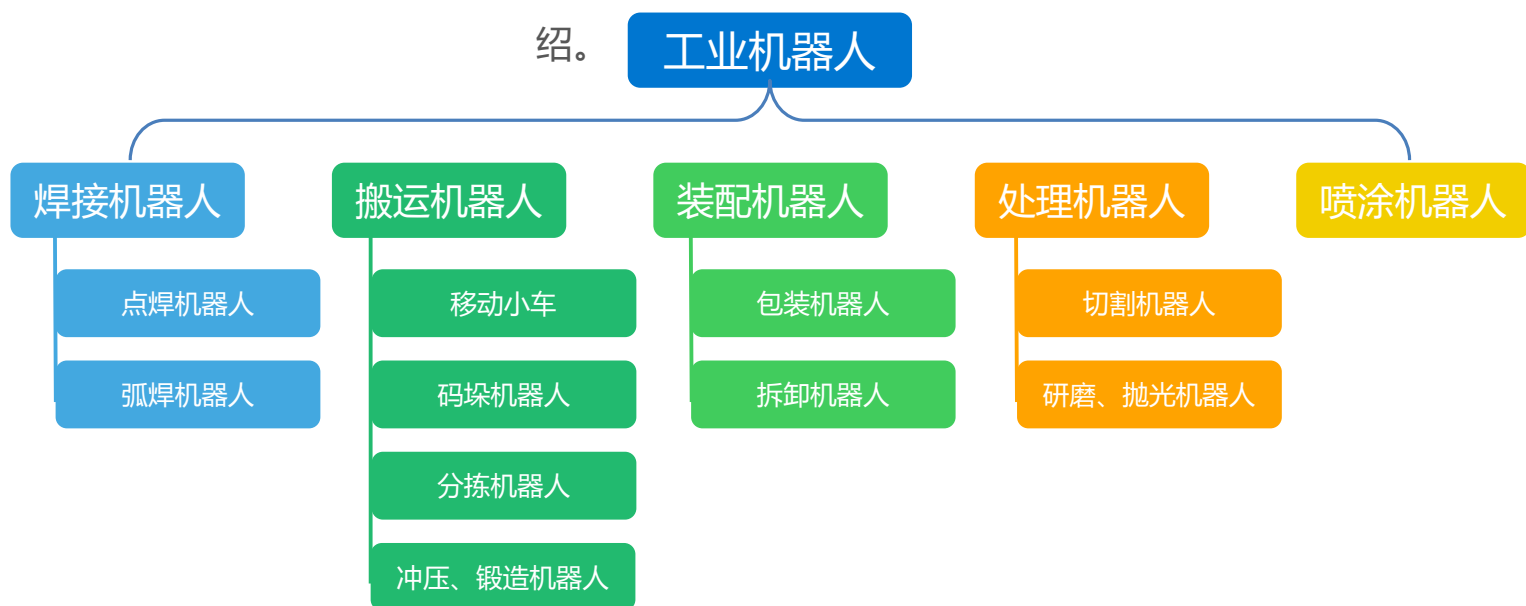 绍。
工业机器人
焊接机器人
点焊机器人
弧焊机器人
搬运机器人
移动小车
码垛机器人
分拣机器人
冲压、锻造机器人
装配机器人
包装机器人
拆卸机器人
处理机器人
切割机器人
研磨、抛光机器人
喷涂机器人